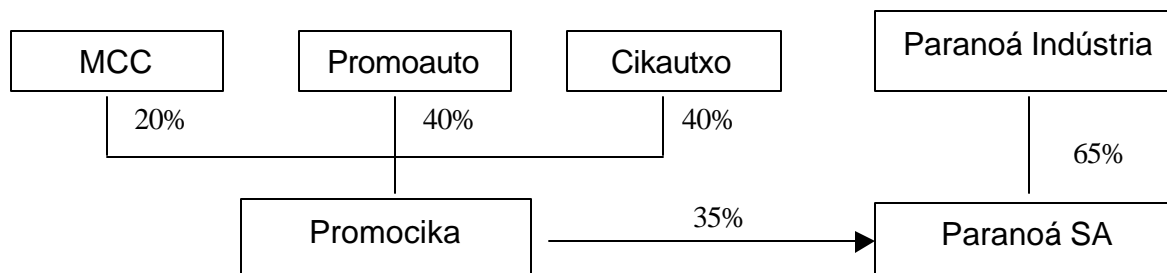 MCC
Promoauto
Cikautxo
Paranoá Indústria
20%
40%
40%
65%
Promocika
35%
Paranoá SA